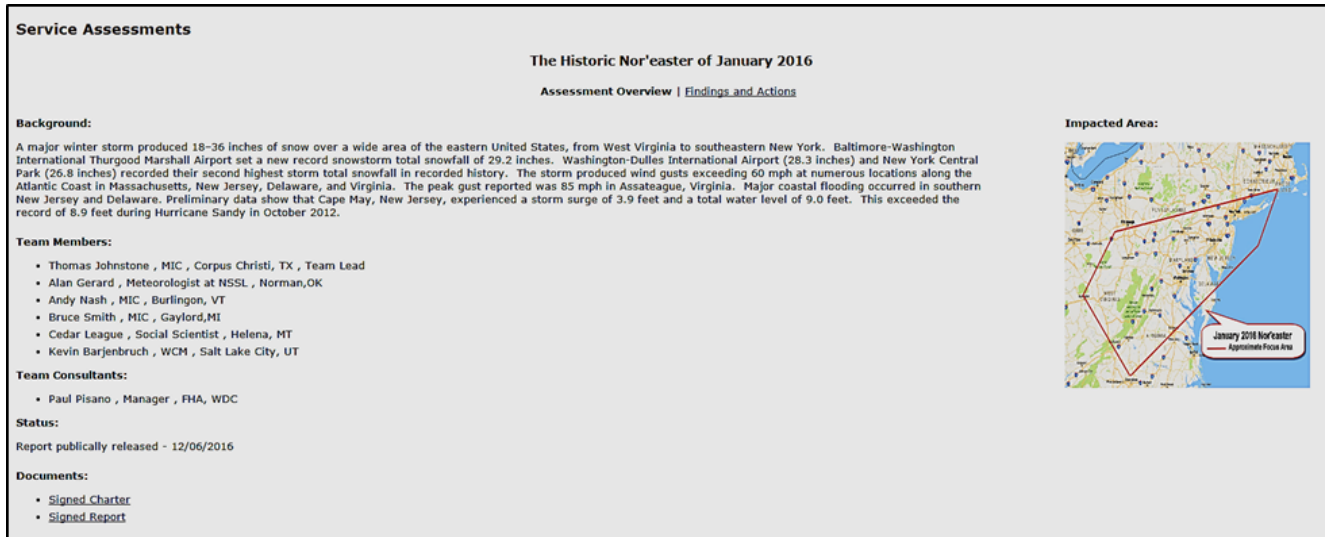 Service Assessments
The Historic Nor'easter of January 2016
Assessment Overview | Findings and Actions
Background:
A major winter storm produced 18–36 inches of snow over a wide area of the eastern United States, from West Virginia to southeastern New York. Baltimore-Washington
International Thurgood Marshall Airport set a new record snowstorm total snowfall of 29.2 inches. Washington-Dulles International Airport (28.3 inches) and New York Central
Park (26.8 inches) recorded their second highest storm total snowfall in recorded history. The storm produced wind gusts exceeding 60 mph at numerous locations along the
Atlantic Coast in Massachusetts, New Jersey, Delaware, and Virginia. The peak gust reported was 85 mph in Assateague, Virginia. Major coastal flooding occurred in southern
New Jersey and Delaware. Preliminary data show that Cape May, New Jersey, experienced a storm surge of 3.9 feet and a total water level of 9.0 feet. This exceeded the
record of 8.9 feet during Hurricane Sandy in October 2012.
Team Members:
• Thomas Johnstone , MIC , Corpus Christi, TX , Team Lead
• Alan Gerard , Meteorologist at NSSL , Norman,OK
• Andy Nash , MIC , Burlingon, VT
• Bruce Smith , MIC , Gaylord,MI
• Cedar League , Social Scientist , Helena, MT
• Kevin Barjenbruch , WCM , Salt Lake City, UT
Team Consultants:
• Paul Pisano , Manager , FHA, WDC
Status:
Report publically released - 12/06/2016
Documents:
• Signed Charter
• Signed Report
Impacted Area:
WEST
VIRGINIA
January 2016 Nor'easter
Approximate Focus Area